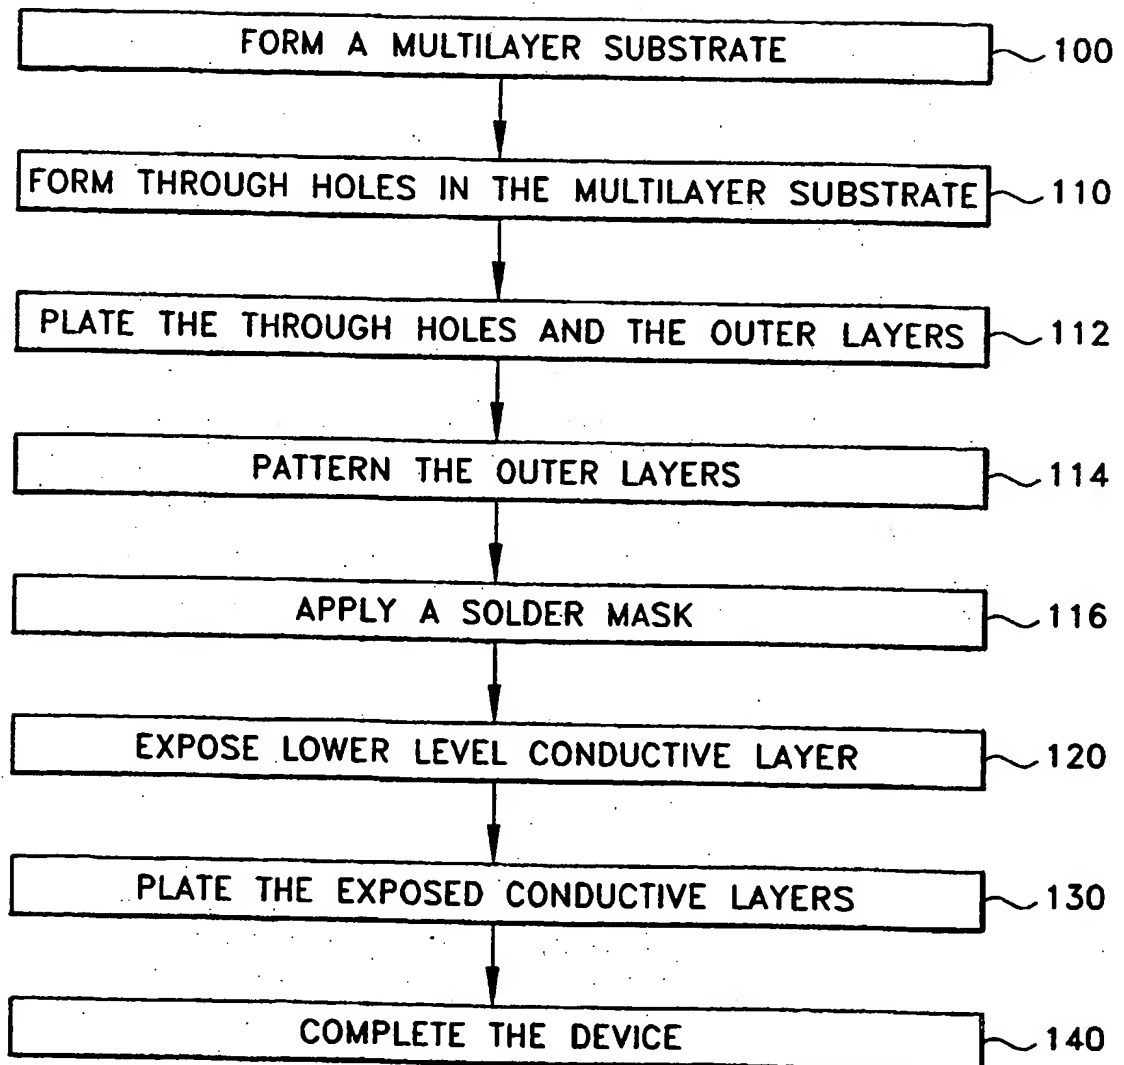 FORM A MULTILAYER SUBSTRATE 100
FORM THROUGH HOLES IN THE MULTILAYER SUBSTRATE 110
PLATE THE THROUGH HOLES AND THE OUTER LAYERS 112
PATTERN THE OUTER LAYERS 114
APPLY A SOLDER MASK 116
EXPOSE LOWER LEVEL CONDUCTIVE LAYER 120
PLATE THE EXPOSED CONDUCTIVE LAYERS 130
COMPLETE THE DEVICE 140